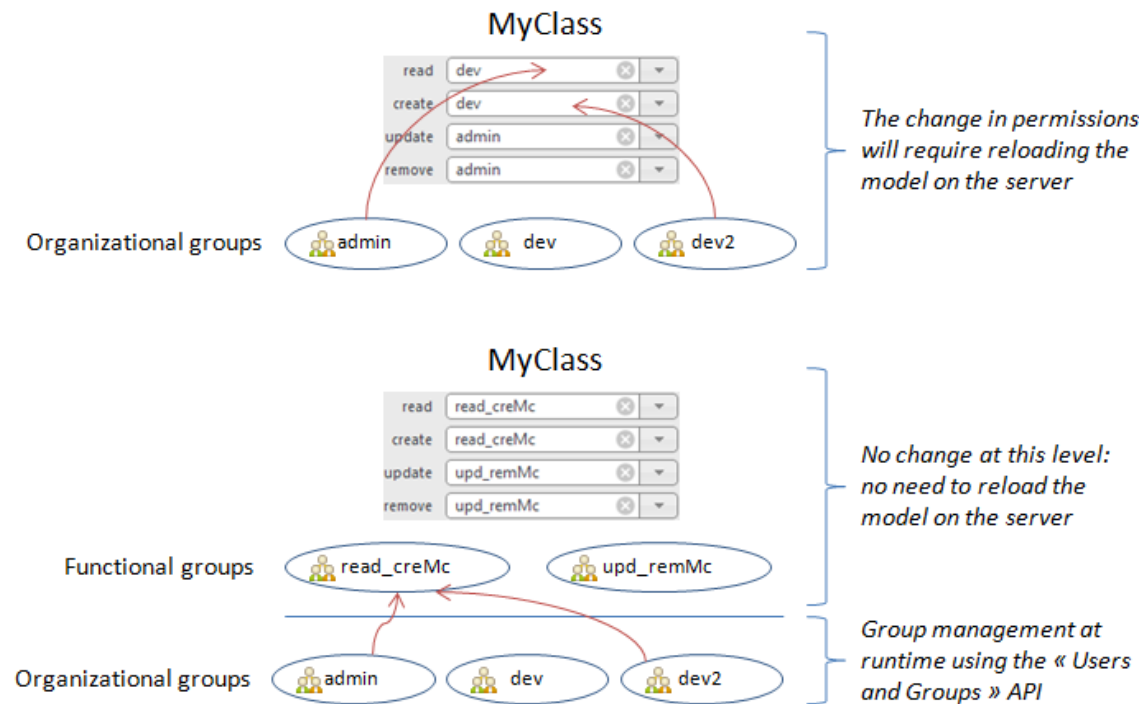 MyClass
read dev
create dev
update admin
remove admin
The change in permissions
will require reloading the
model on the server
Organizational groups admin dev dev2
MyClass
read read_creMc
create read_creMc
update upd_remMc
remove upd_remMc
No change at this level:
no need to reload the
model on the server
Functional groups read_creMc upd_remMc
Organizational groups admin dev dev2
Group management at
runtime using the « Users
and Groups » API